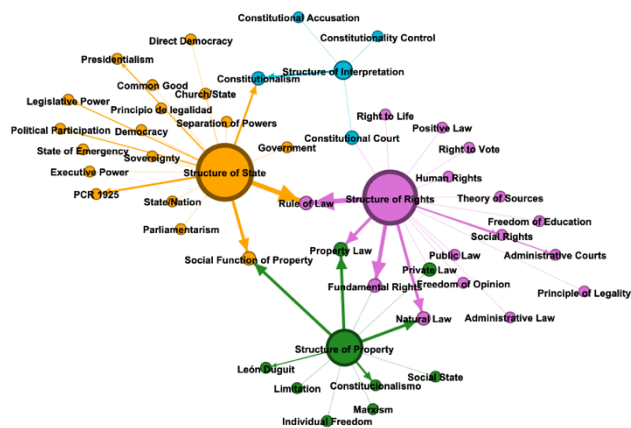 Constitutional Accusation
Direct Democracy
Constitutionality Control
Presidentialism
Structure of Interpretation
Constitutionalism
Common Good
Church/State
Legislative Power
Principio de legalidad
Right to Life
Separation of Powers
Political Participation
Democracy
Positive Law
Constitutional Court
Government
State of Emergency
Sovereignty
Right to Vote
Executive Power
Structure of State
Human Rights
PCR 1925
State/Nation
Rule of Law
Structure of Rights
Theory of Sources
Parliamentarism
Freedom of Education
Social Rights
Social Function of Property
Property Law
Public Law
Administrative Courts
Private Law
Fundamental Rights
Freedom of Opinion
Principle of Legality
Natural Law
Administrative Law
Structure of Property
León Duguit
Social State
Limitation
Constitucionalismo
Marxism
Individual Freedom